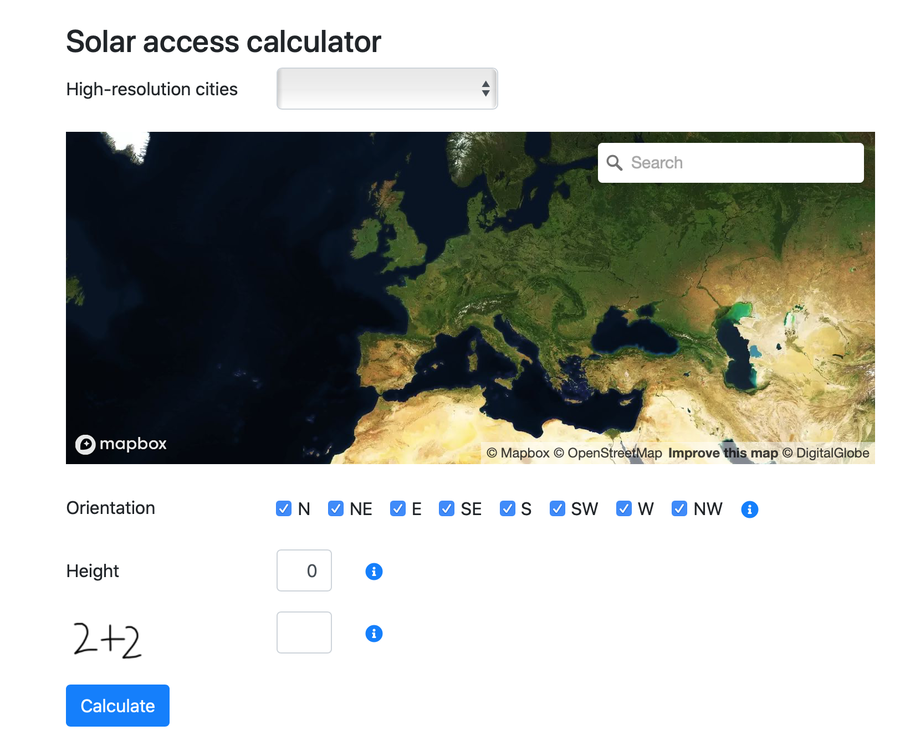 Solar access calculator
High-resolution cities
Search
mapbox
© Mapbox © OpenStreetMap Improve this map © DigitalGlobe
Orientation N NE E SE S SW W NW
Height 0
2+2
Calculate